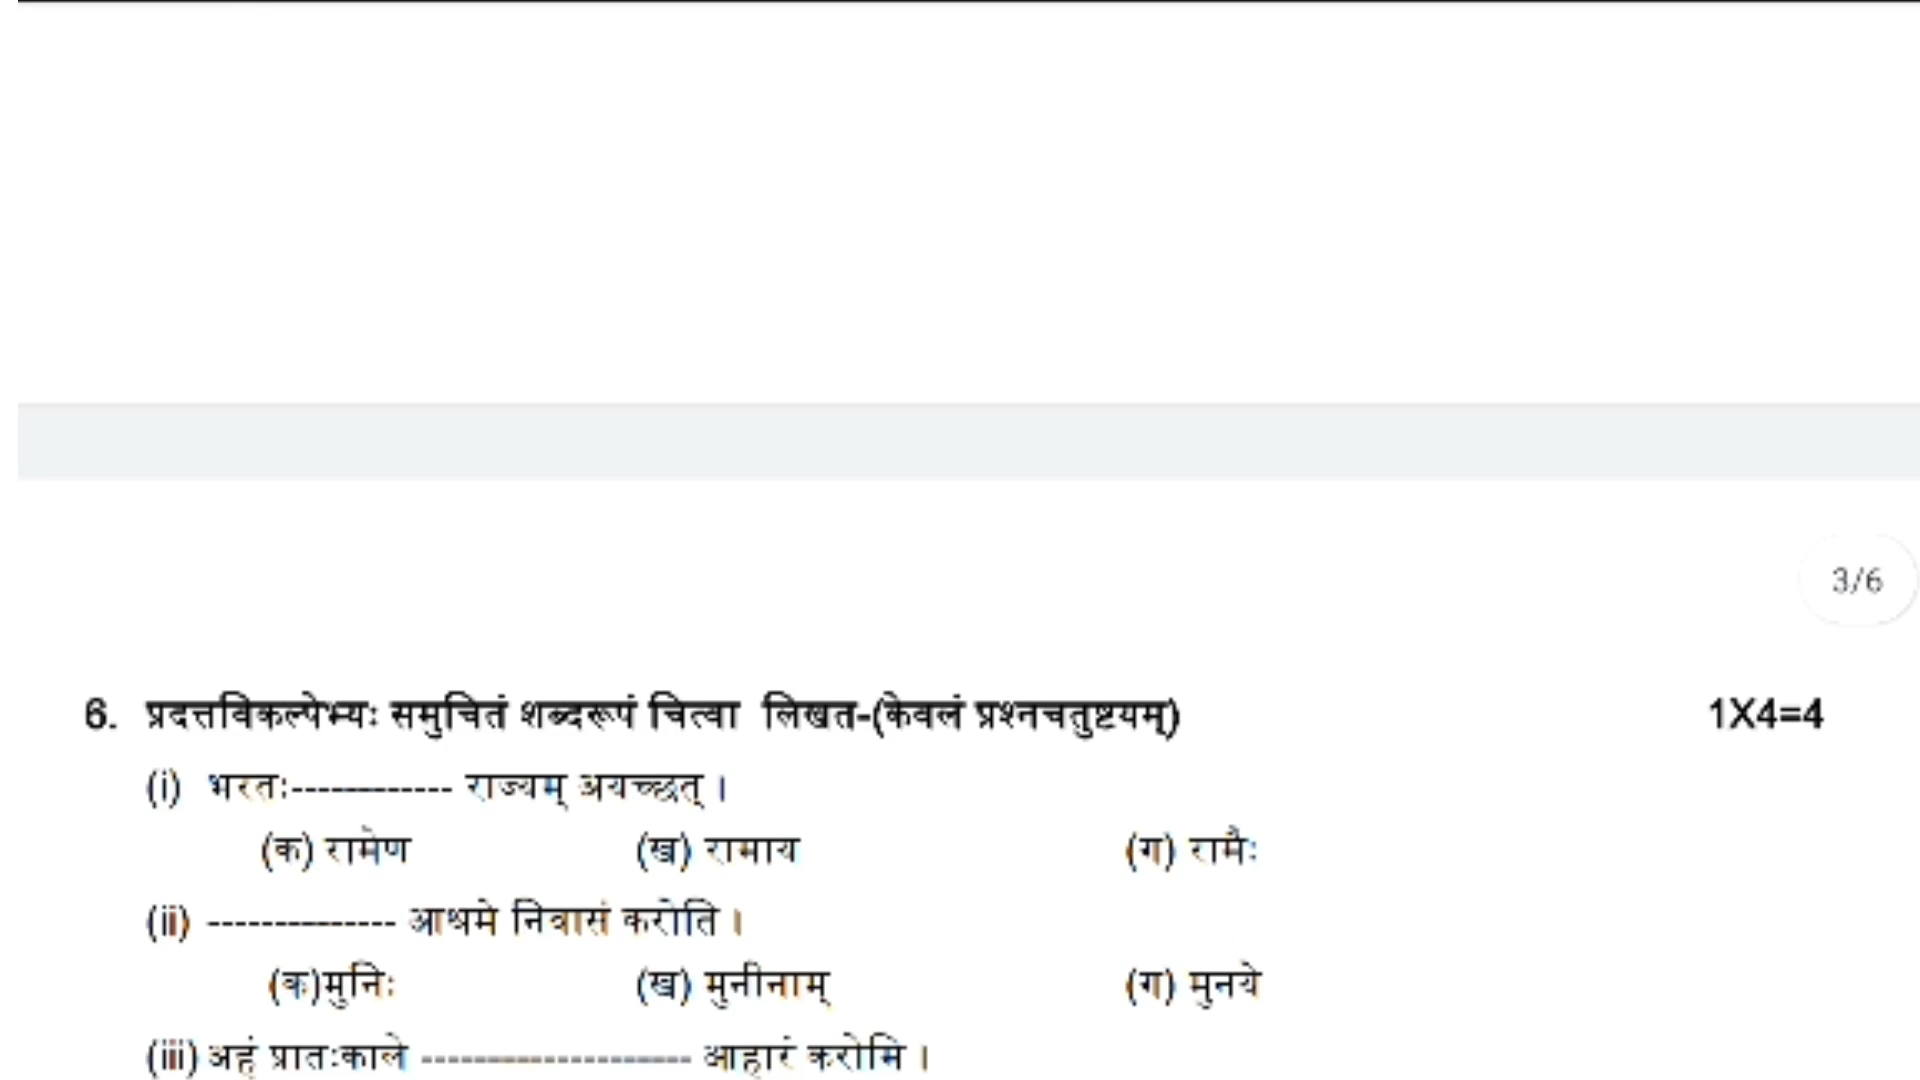 3/6
6. प्रदत्तविकल्पेभ्यः समुचितं शब्दरूपं चित्वा लिखत-(केवलं प्रश्नचतुष्टयम्) 1X4=4
(i) भरतः------------ राज्यम् अयच्छत् ।
(क) रामेण (ख) रामाय (ग) रामैः
(ii) -------------- आश्रमे निवासं करोति ।
(क)मुनिः (ख) मुनीनाम् (ग) मुनये
(iii) अहं प्रातःकाले -------------------- आहारं करोमि ।